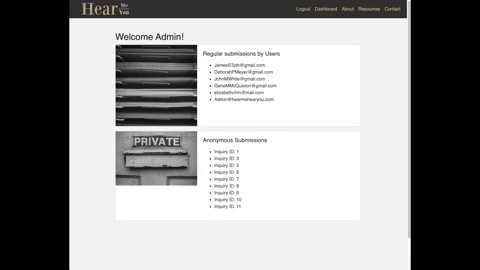 Hear Me You
Logout Dashboard About Resources Contact
Welcome Admin!
Regular submissions by Users
JamesSToth@gmail.com
DeborahPMeyer@gmail.com
JohnMWhite@gmail.com
GeneMMcQuiston@gmail.com
elizabethchin@mail.com
Admin@hearmehearyou.com
PRIVATE
Anonymous Submissions
Inquiry ID: 1
Inquiry ID: 3
Inquiry ID: 5
Inquiry ID: 6
Inquiry ID: 7
Inquiry ID: 8
Inquiry ID: 9
Inquiry ID: 10
Inquiry ID: 11